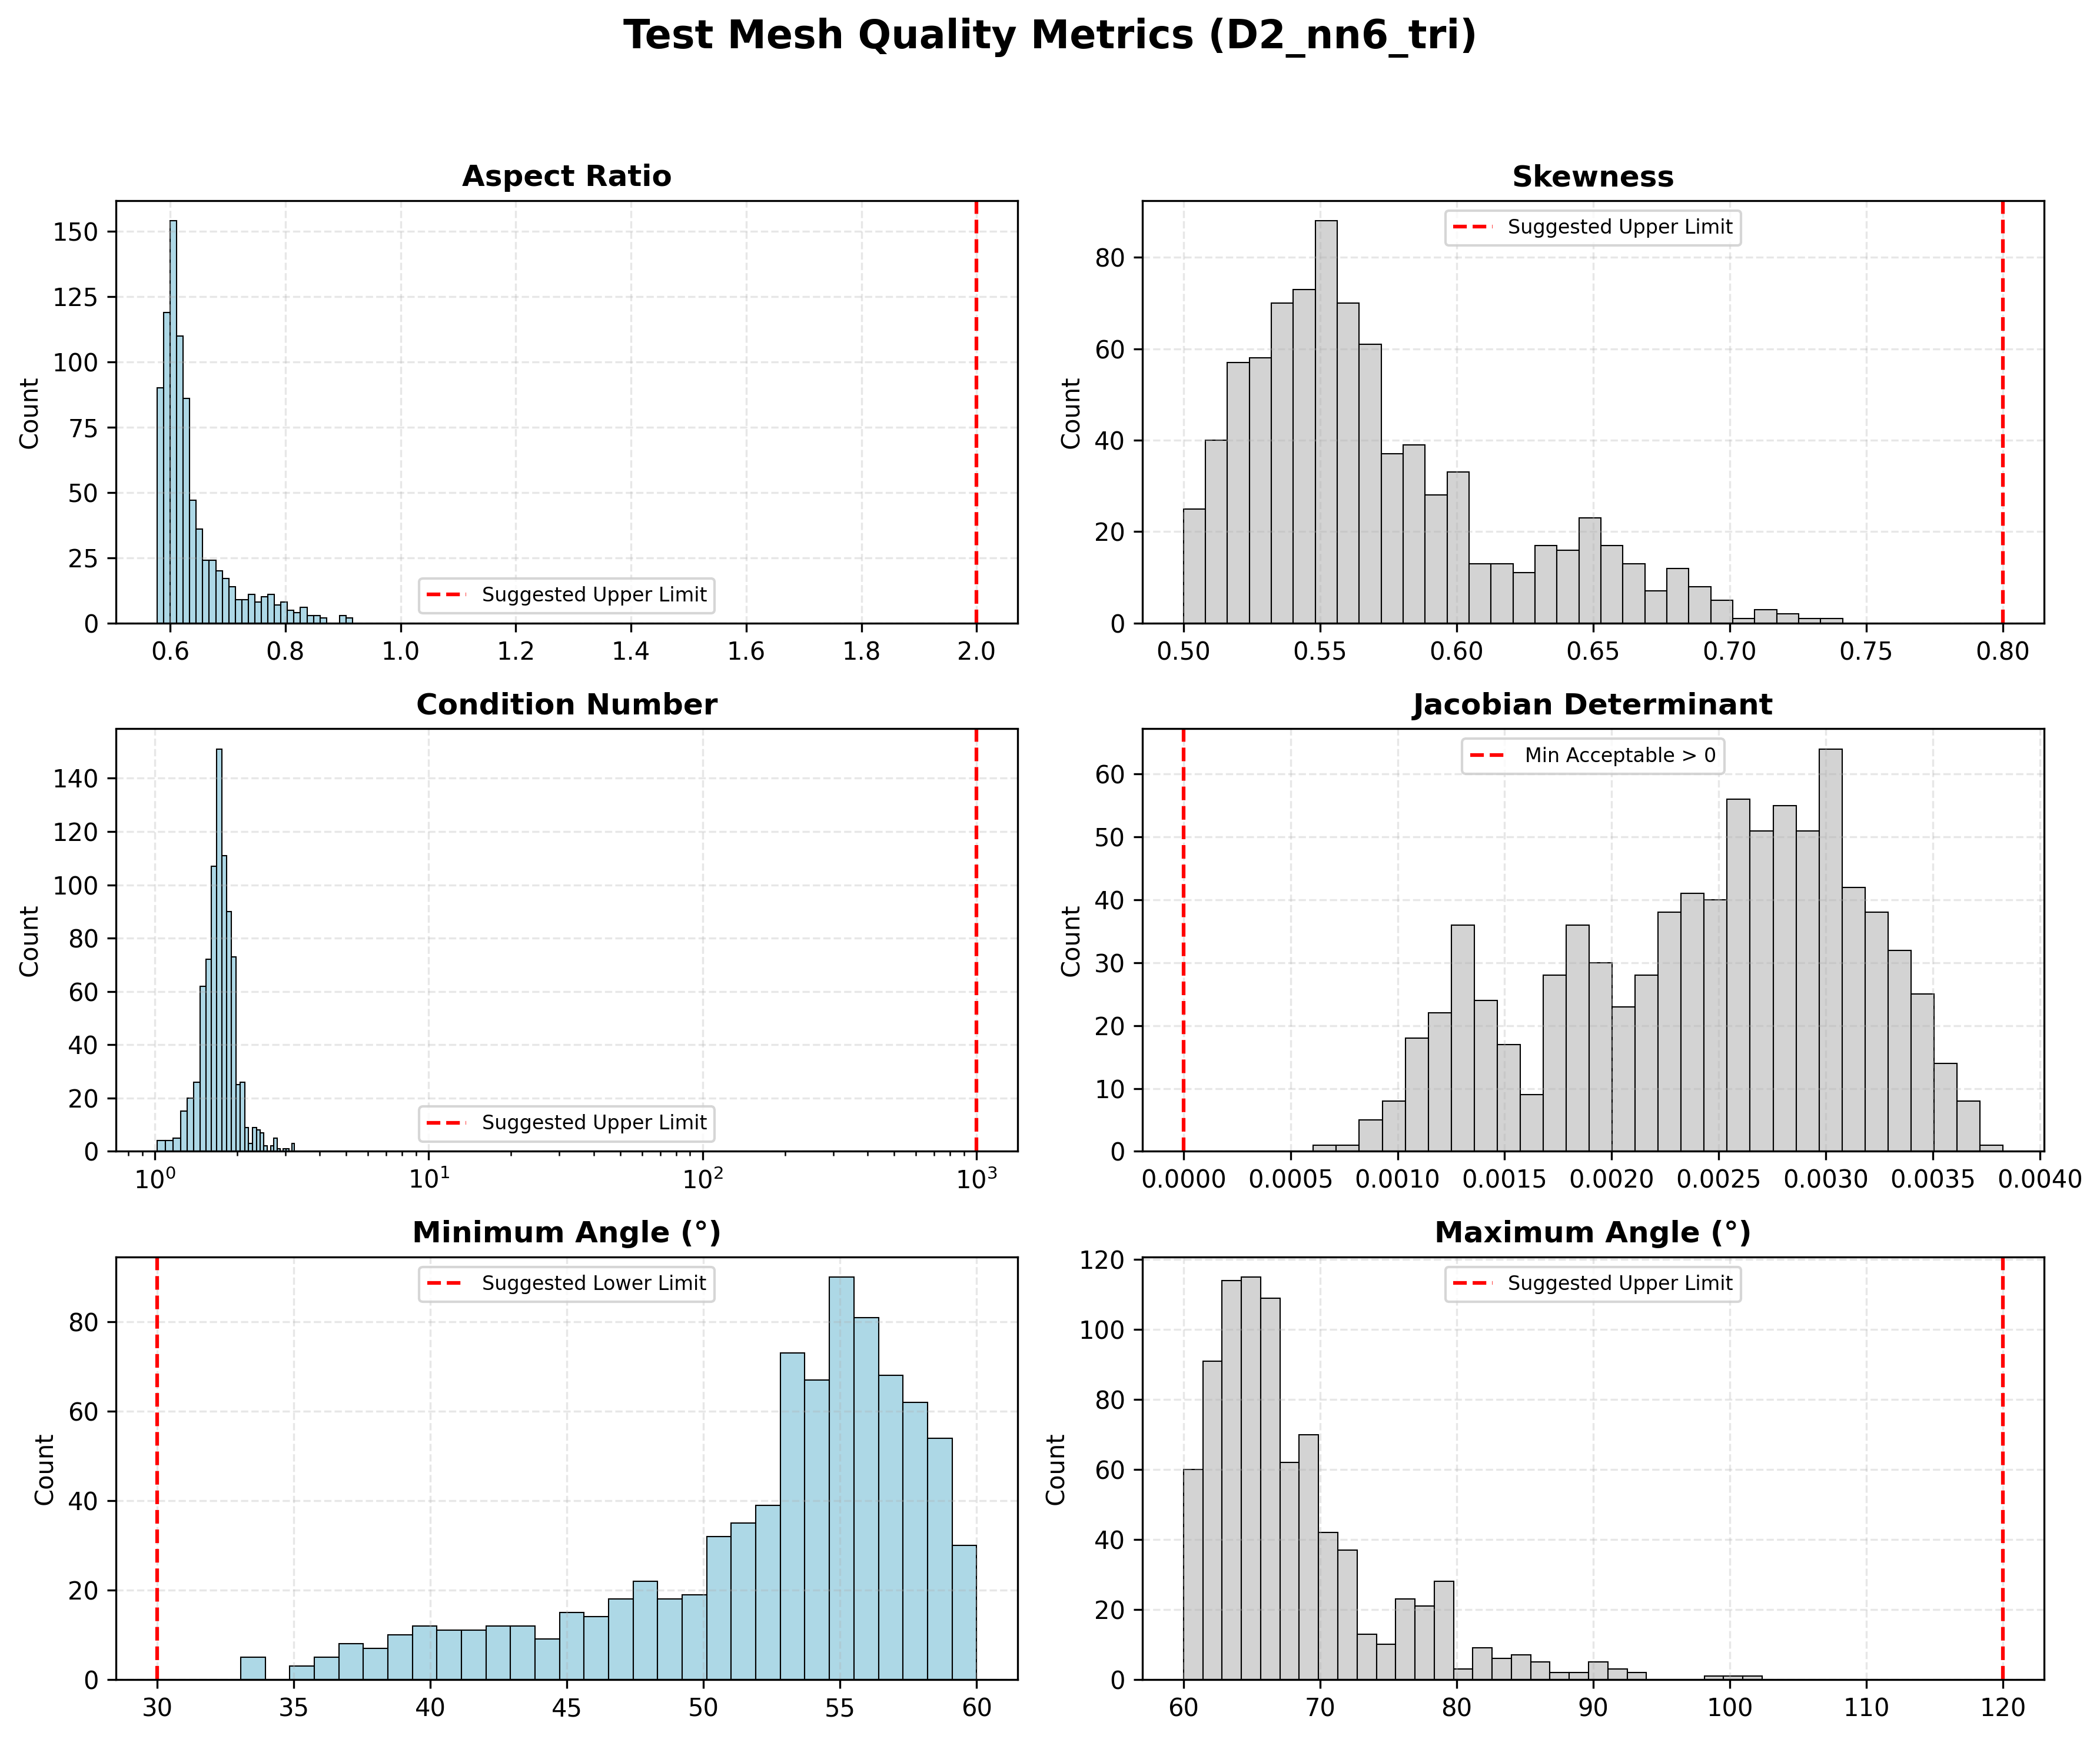 Test Mesh Quality Metrics (D2_nn6_tri)
Aspect Ratio
Count
150
125
100
75
50
25
0
0.6 0.8 1.0 1.2 1.4 1.6 1.8 2.0
Suggested Upper Limit
Skewness
Count
80
60
40
20
0
0.50 0.55 0.60 0.65 0.70 0.75 0.80
Suggested Upper Limit
Condition Number
Count
140
120
100
80
60
40
20
0
10⁰ 10¹ 10² 10³
Suggested Upper Limit
Jacobian Determinant
Count
60
50
40
30
20
10
0
0.0000 0.0005 0.0010 0.0015 0.0020 0.0025 0.0030 0.0035 0.0040
Min Acceptable > 0
Minimum Angle (°)
Count
80
60
40
20
0
30 35 40 45 50 55 60
Suggested Lower Limit
Maximum Angle (°)
Count
120
100
80
60
40
20
0
60 70 80 90 100 110 120
Suggested Upper Limit